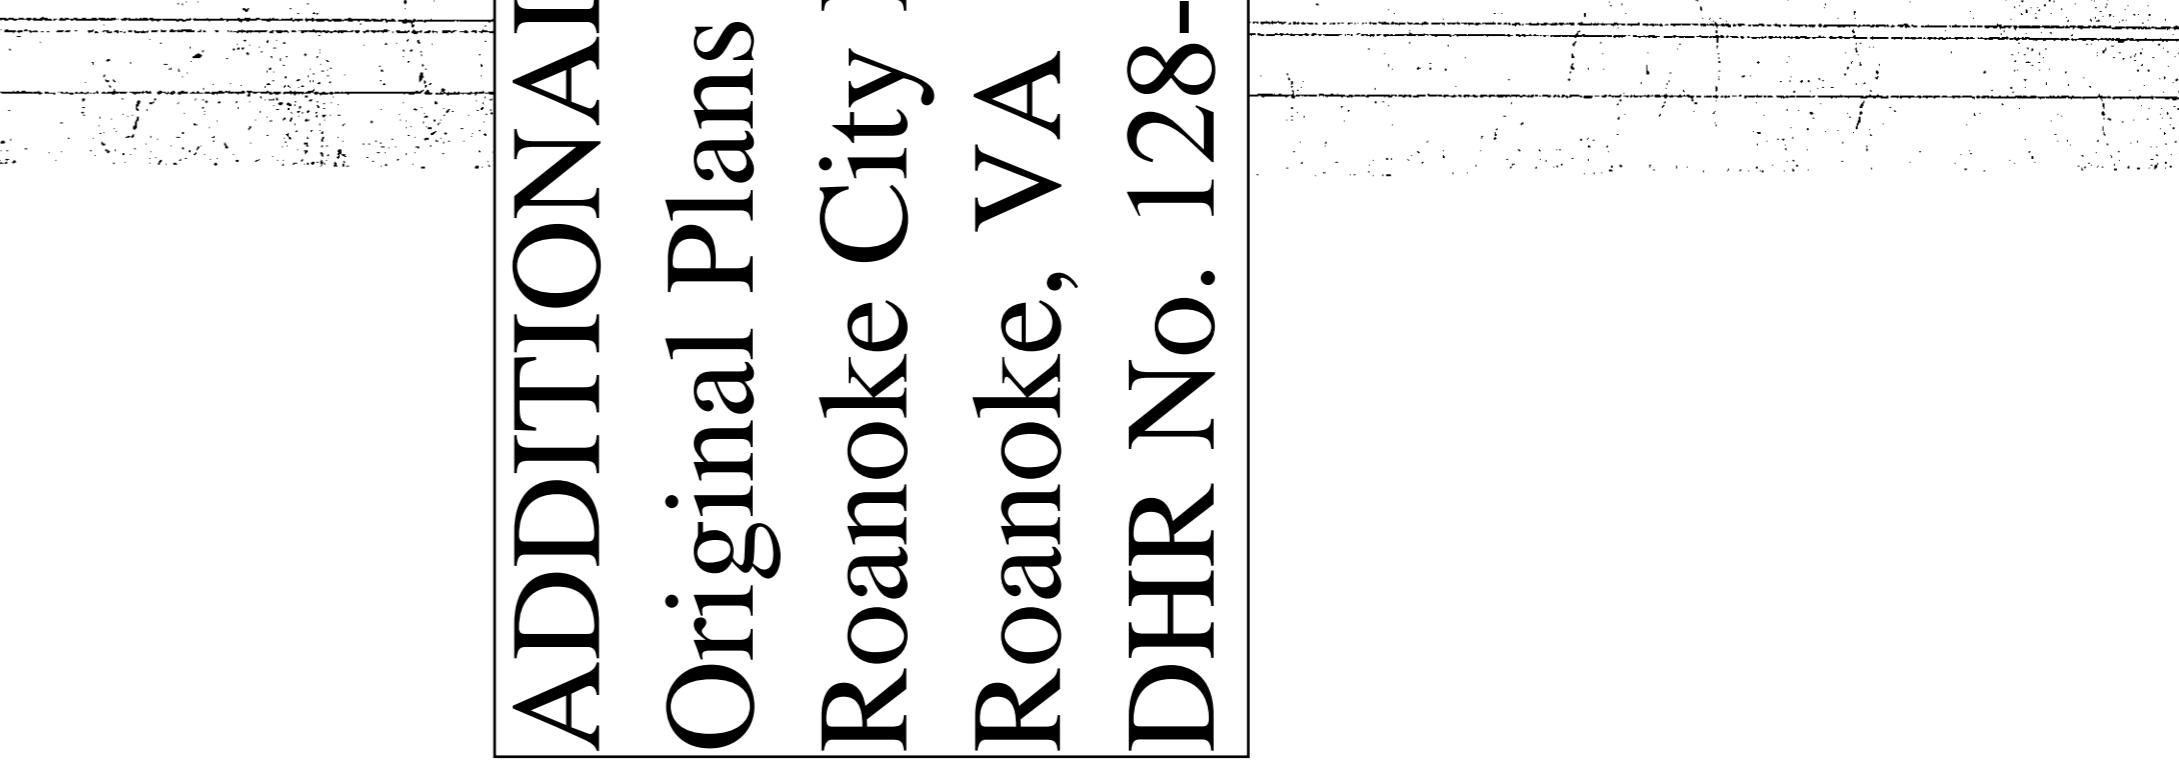 ADDITIONAL
Original Plans
Roanoke City
Roanoke, VA
DHR No. 128-